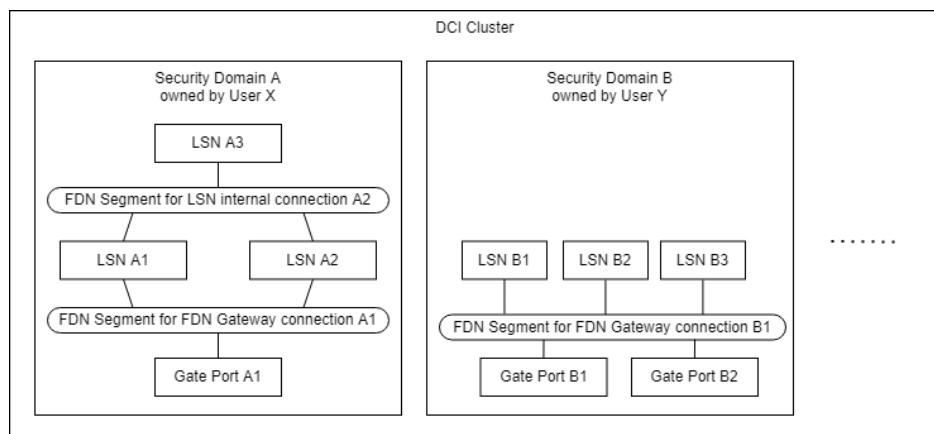 DCI Cluster
Security Domain A
owned by User X
LSN A3
FDN Segment for LSN internal connection A2
LSN A1
LSN A2
FDN Segment for FDN Gateway connection A1
Gate Port A1
Security Domain B
owned by User Y
LSN B1
LSN B2
LSN B3
FDN Segment for FDN Gateway connection B1
Gate Port B1
Gate Port B2
.......